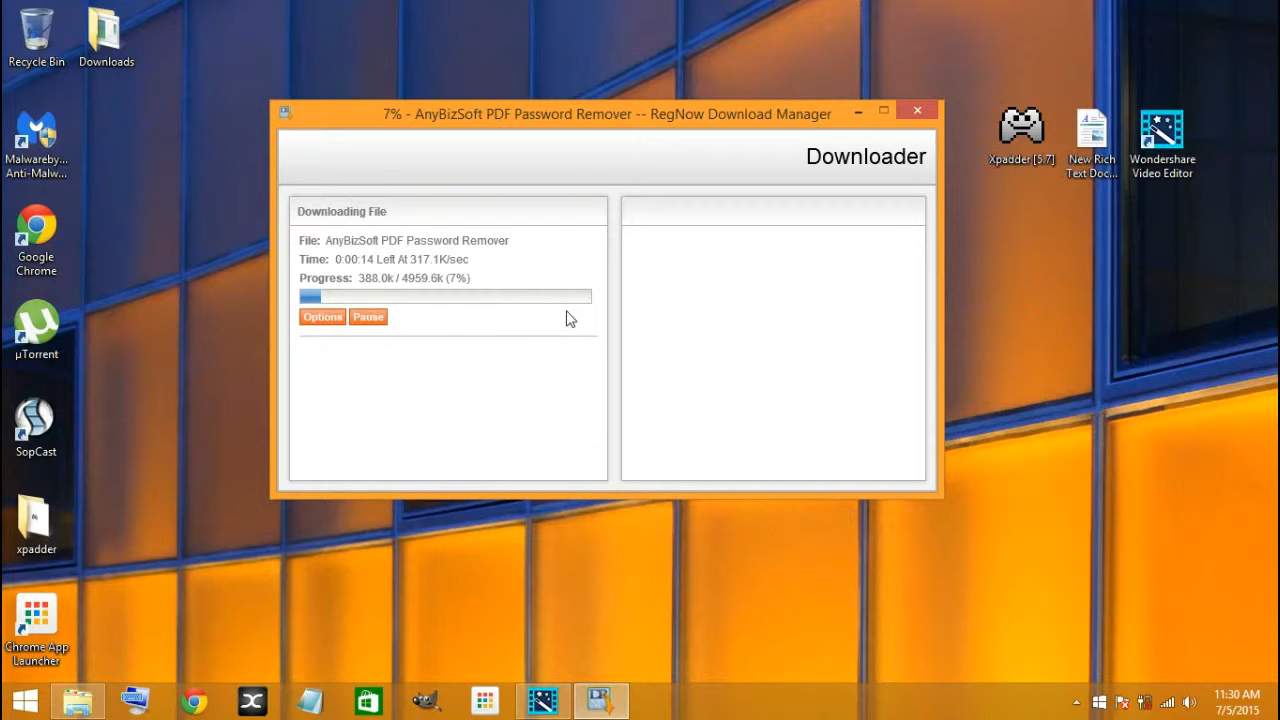 Recycle Bin
Downloads
Malwareby...
Anti-Malw...
Google
Chrome
µTorrent
SopCast
xpadder
Chrome App
Launcher
7% - AnyBizSoft PDF Password Remover -- RegNow Download Manager
Downloader
Downloading File
File: AnyBizSoft PDF Password Remover
Time: 0:00:14 Left At 317.1K/sec
Progress: 388.0k / 4959.6k (7%)
Options Pause
Xpadder [5.7]
New Rich
Text Doc...
Wondershare
Video Editor
11:30 AM
7/5/2015